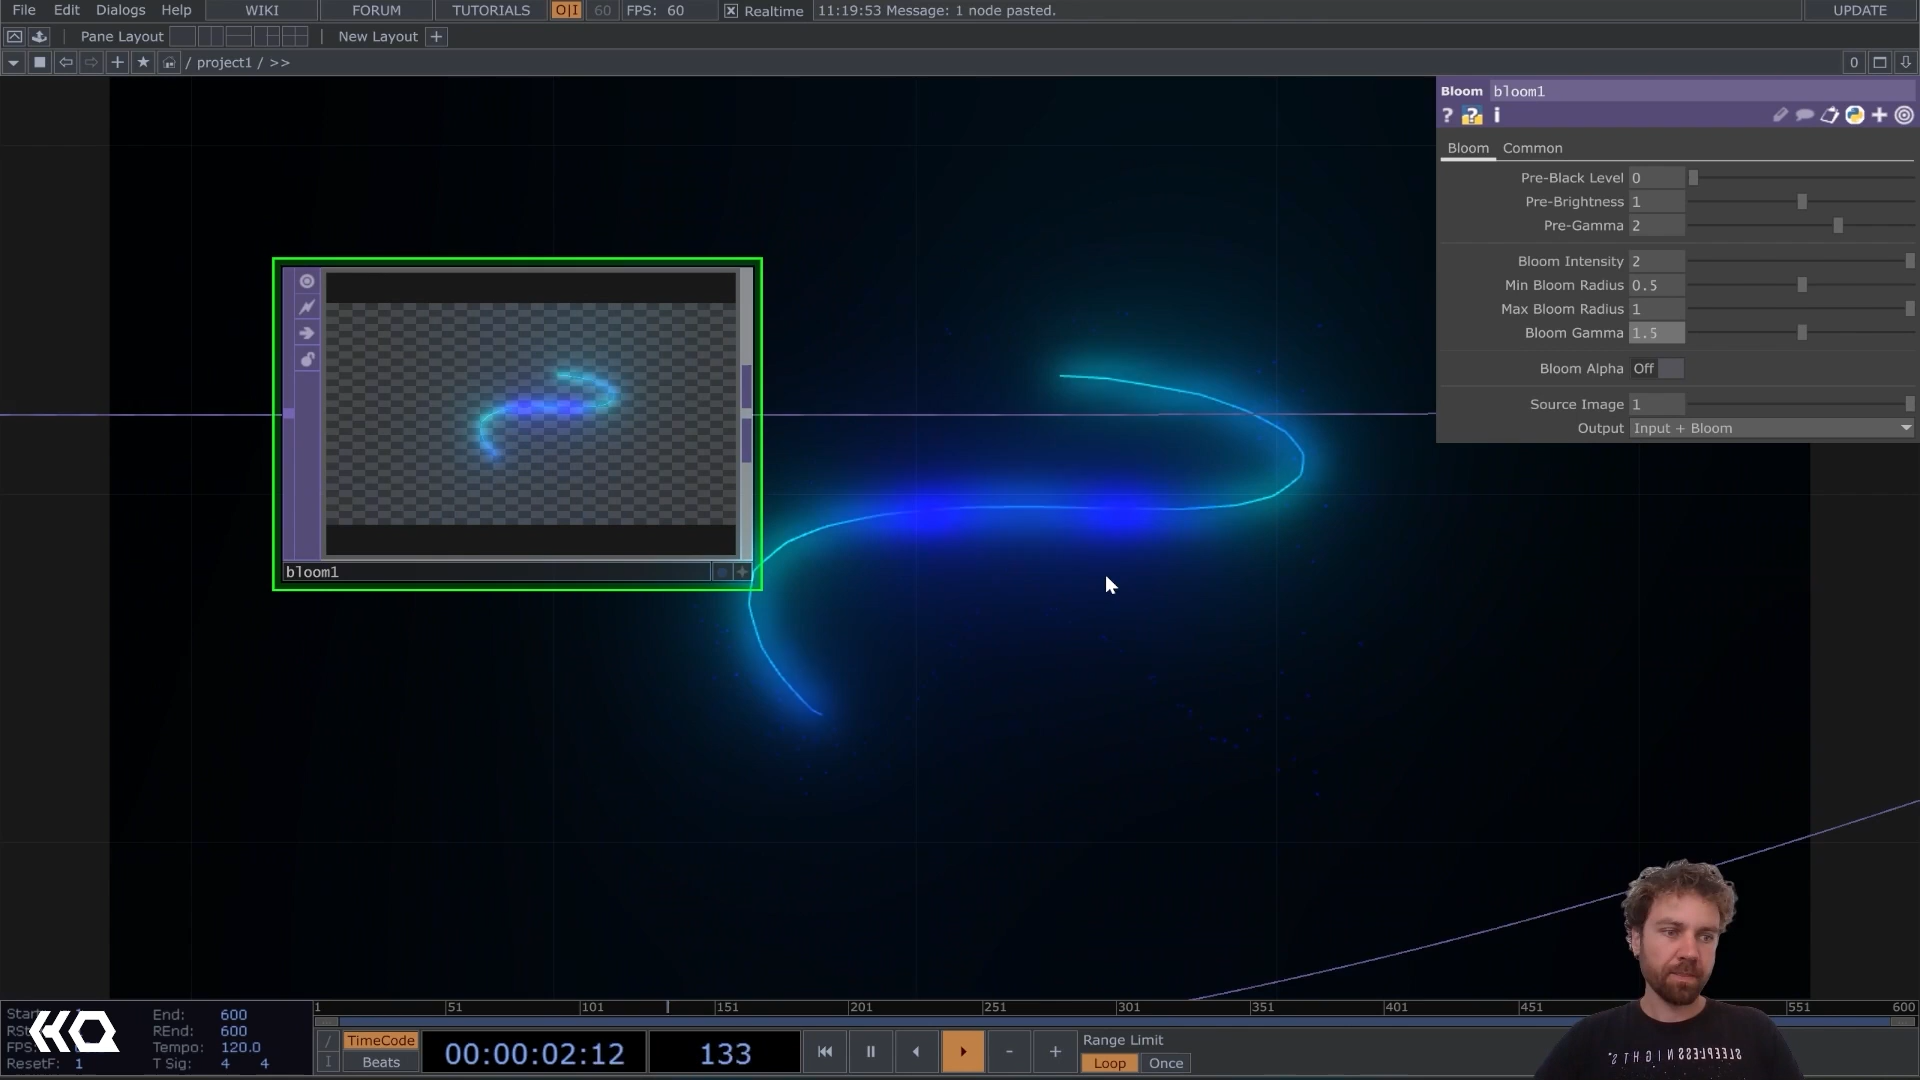 File Edit Dialogs Help WIKI FORUM TUTORIALS O|I 60 FPS: 60 Realtime 11:19:53 Message: 1 node pasted. UPDATE
Pane Layout New Layout +
/ project1 / >> 0
Bloom bloom1
? ? i
Bloom Common
Pre-Black Level 0
Pre-Brightness 1
Pre-Gamma 2
Bloom Intensity 2
Min Bloom Radius 0.5
Max Bloom Radius 1
Bloom Gamma 1.5
Bloom Alpha Off
Source Image 1
Output Input + Bloom
bloom1
1 51 101 151 201 251 301 351 401 451 551 600
End: 600
REnd: 600
FPS: Tempo: 120.0
ResetF: 1 T Sig: 4 4
HQ
TimeCode
Beats
00:00:02:12 133
- +
Range Limit
Loop Once
SLEEPLESS NIGHTS